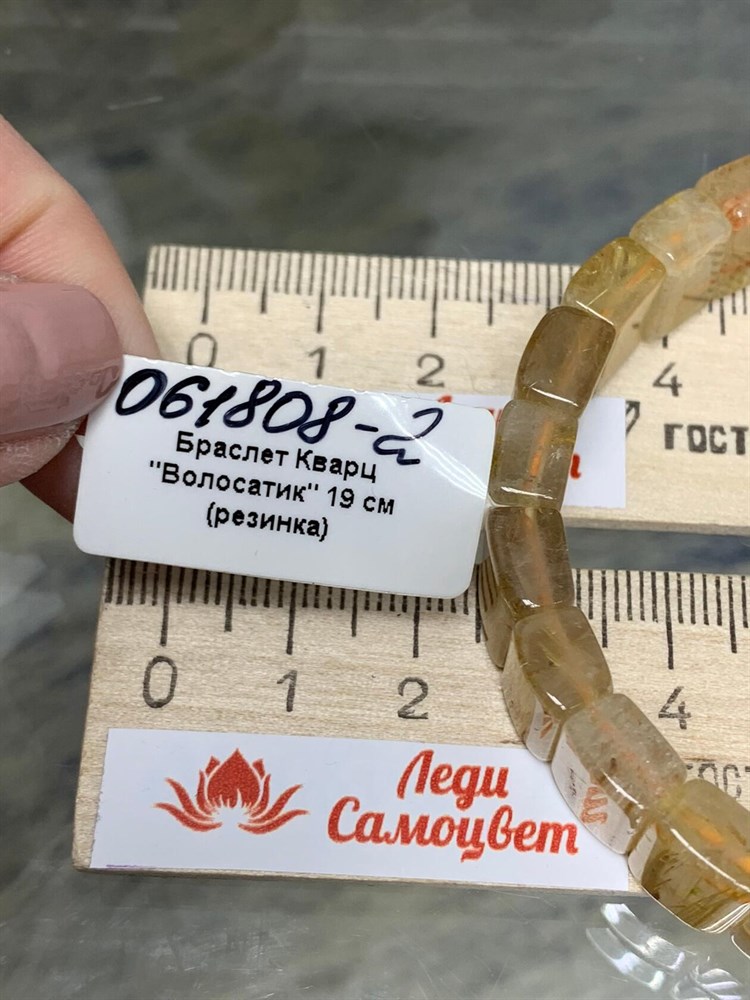 0 1 2 4
ГОСТ
061808-2
Браслет Кварц
"Волосатик" 19 см
(резинка)
0 1 2 4
Леди
Самоцвет